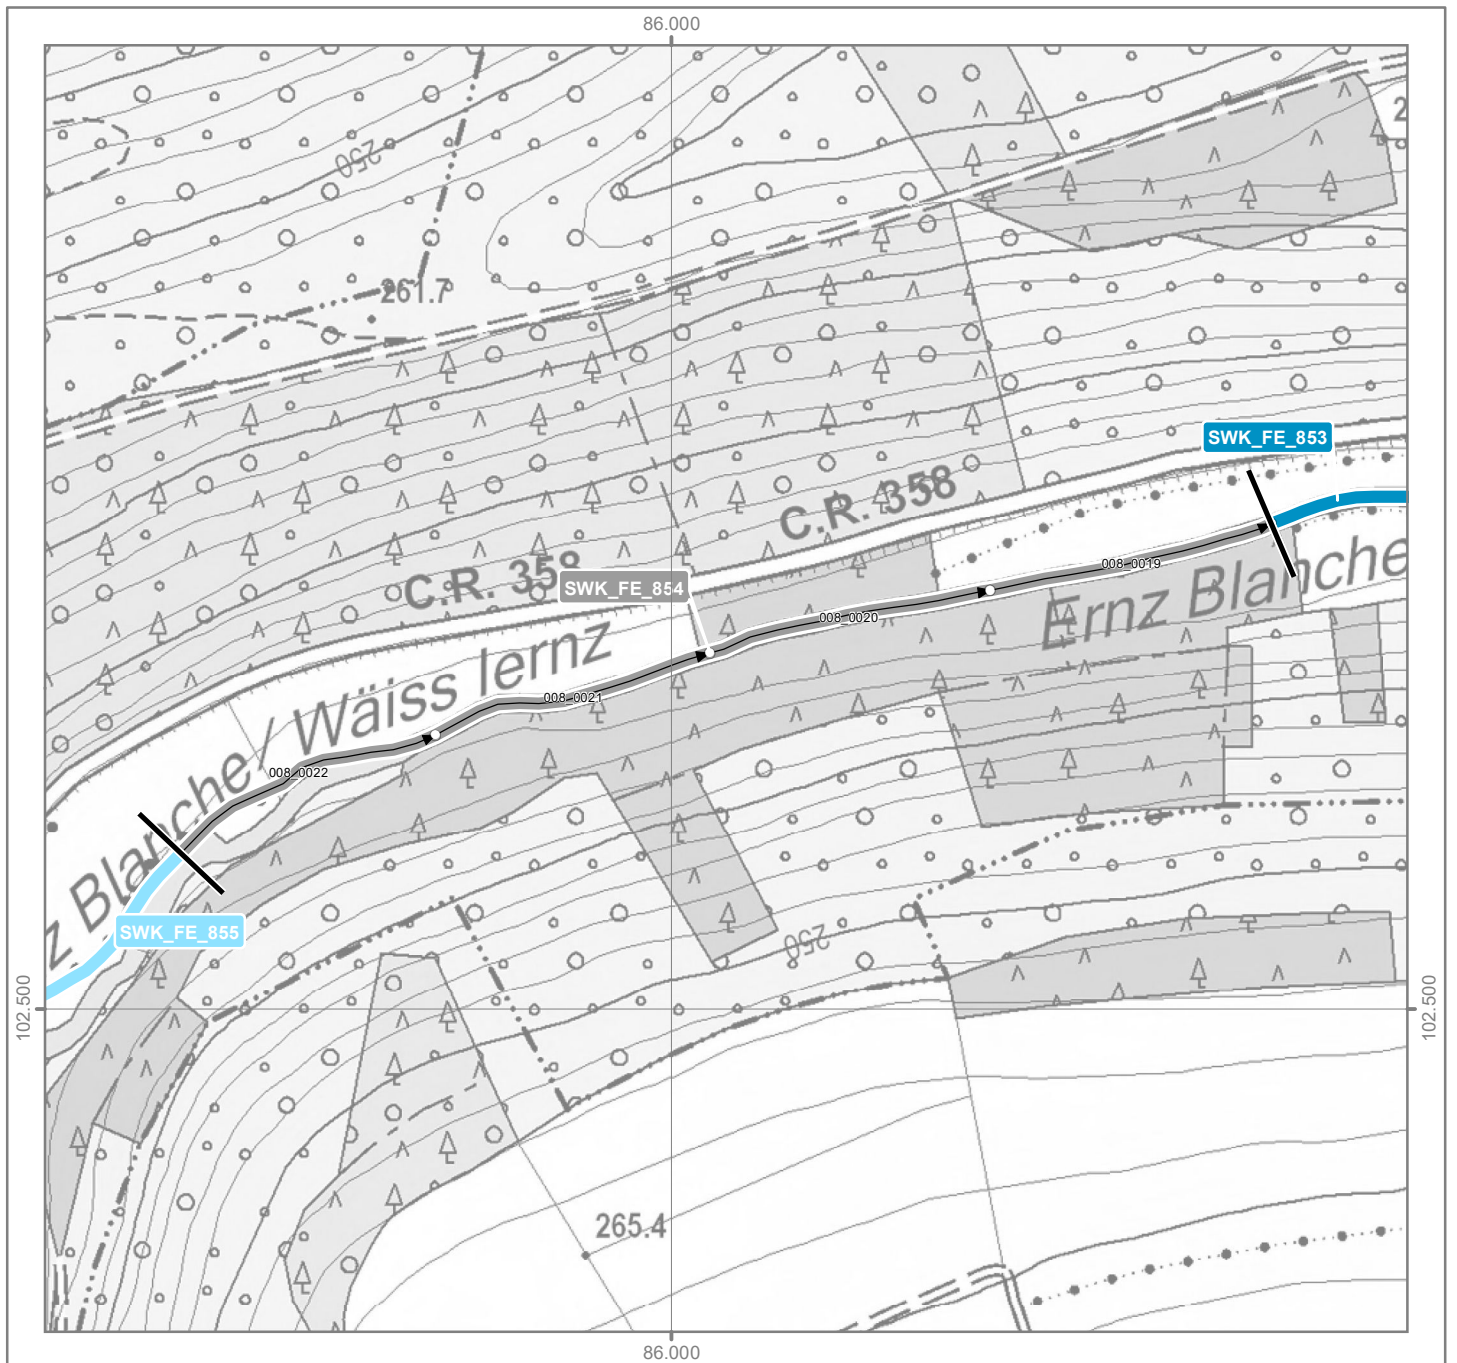 86.000
250
2
261.7
SWK_FE_853
C.R. 358
C.R. 358
SWK_FE_854
008_0019
Ernz Blanche
008_0020
z Blanche / Wäiss Iernz
008_0021
008_0022
SWK_FE_855
250
102.500
102.500
265.4
86.000